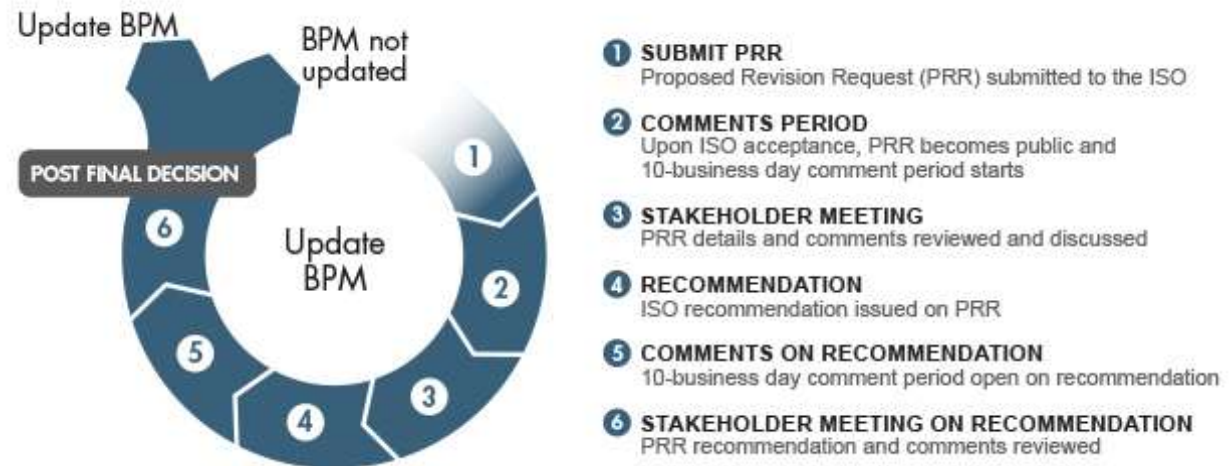 Update BPM
BPM not
updated
POST FINAL DECISION
Update
BPM
1
2
3
4
5
6
1 SUBMIT PRR
Proposed Revision Request (PRR) submitted to the ISO
2 COMMENTS PERIOD
Upon ISO acceptance, PRR becomes public and
10-business day comment period starts
3 STAKEHOLDER MEETING
PRR details and comments reviewed and discussed
4 RECOMMENDATION
ISO recommendation issued on PRR
5 COMMENTS ON RECOMMENDATION
10-business day comment period open on recommendation
6 STAKEHOLDER MEETING ON RECOMMENDATION
PRR recommendation and comments reviewed